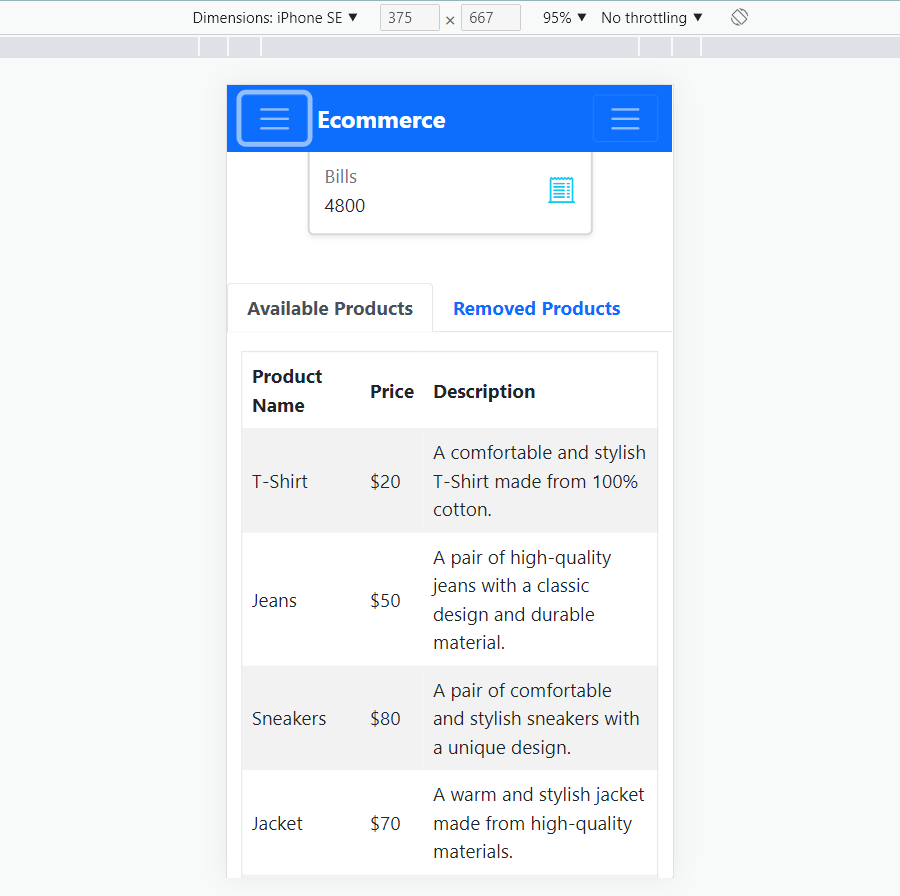 Dimensions: iPhone SE ▼ 375 × 667 95% ▼ No throttling ▼
Ecommerce
Bills
4800
Available Products Removed Products
Product Name Price Description
T-Shirt $20 A comfortable and stylish
T-Shirt made from 100%
cotton.
Jeans $50 A pair of high-quality
jeans with a classic
design and durable
material.
Sneakers $80 A pair of comfortable
and stylish sneakers with
a unique design.
Jacket $70 A warm and stylish jacket
made from high-quality
materials.